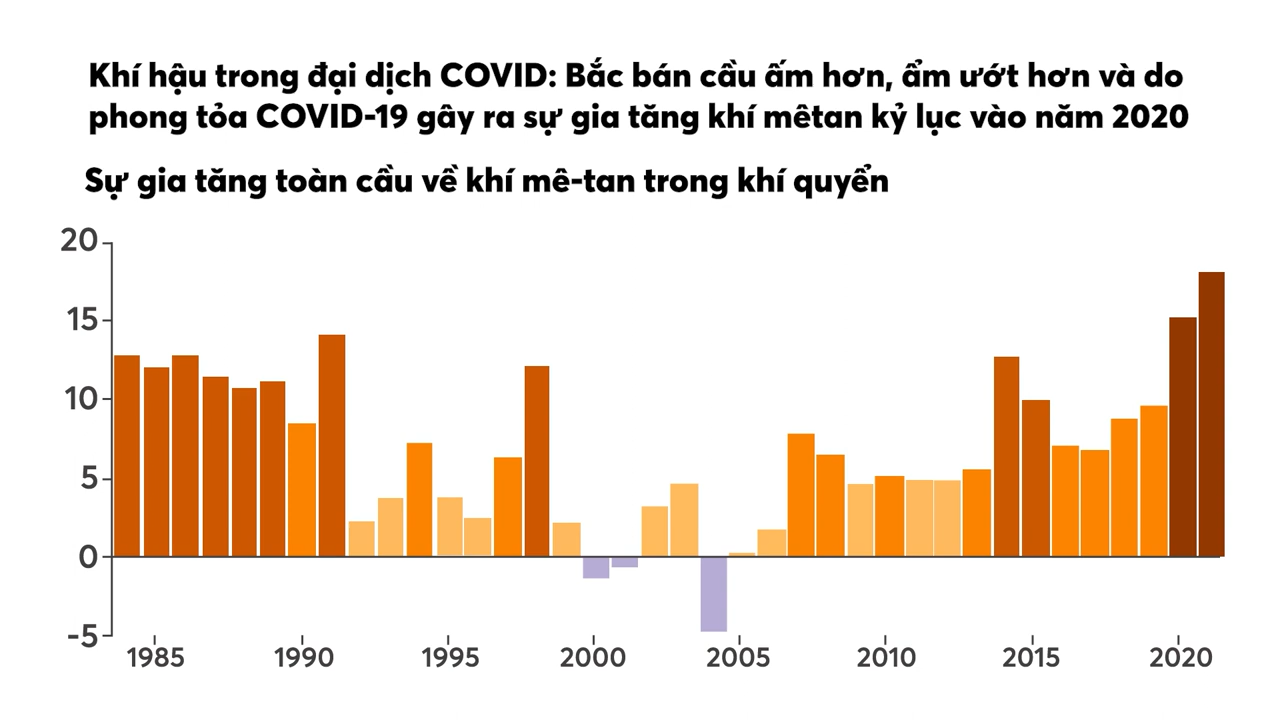 Khí hậu trong đại dịch COVID: Bắc bán cầu ấm hơn, ẩm ướt hơn và do
phong tỏa COVID-19 gây ra sự gia tăng khí mêtan kỷ lục vào năm 2020
Sự gia tăng toàn cầu về khí mê-tan trong khí quyển
20
15
10
5
0
-5
1985 1990 1995 2000 2005 2010 2015 2020